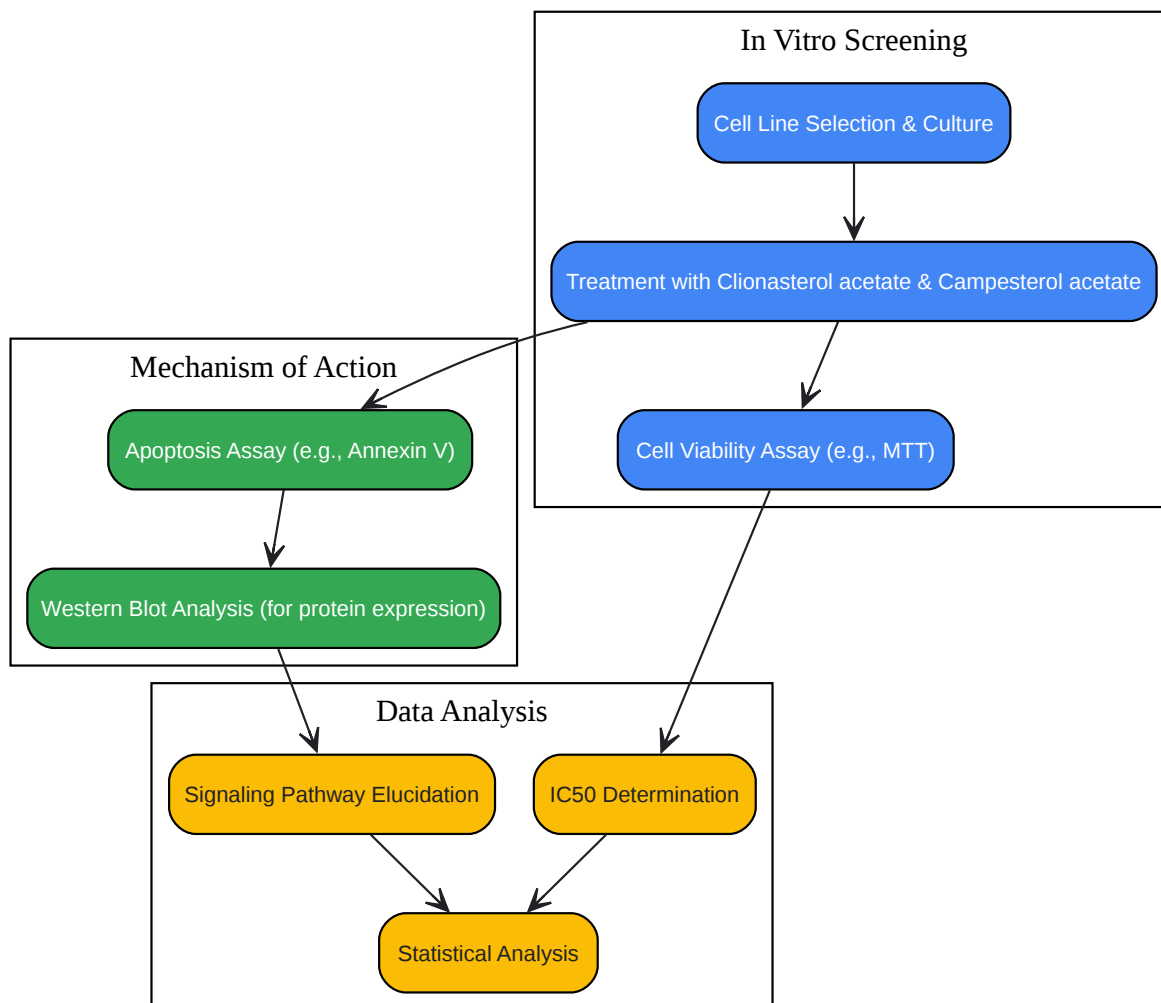 In Vitro Screening
Cell Line Selection & Culture
Treatment with Clionasterol acetate & Campesterol acetate
Cell Viability Assay (e.g., MTT)
Mechanism of Action
Apoptosis Assay (e.g., Annexin V)
Western Blot Analysis (for protein expression)
Data Analysis
Signaling Pathway Elucidation
IC50 Determination
Statistical Analysis